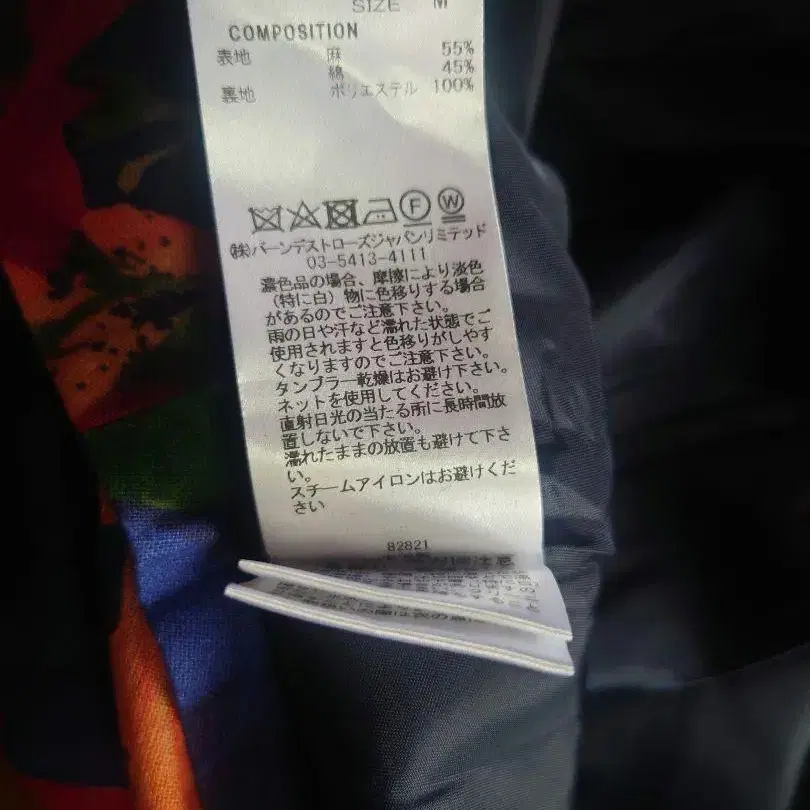 SIZE M
COMPOSITION
表地 麻 55%
綿 45%
裏地 ポリエステル 100%
F W
㈱バーンデストローズジャパンリミテッド
03-5413-4111
濃色品の場合、摩擦により淡色
(特に白)物に色移りする場合
があるのでご注意下さい。
雨の日や汗など濡れた状態でご
使用されますと色移りがしやす
くなりますのでご注意下さい。
タンブラー乾燥はお避け下さい。
ネットを使用してください。
直射日光の当たる所に長時間放
置しないで下さい。
濡れたままの放置も避けて下さ
い。
スチームアイロンはお避けくだ
さい
82821